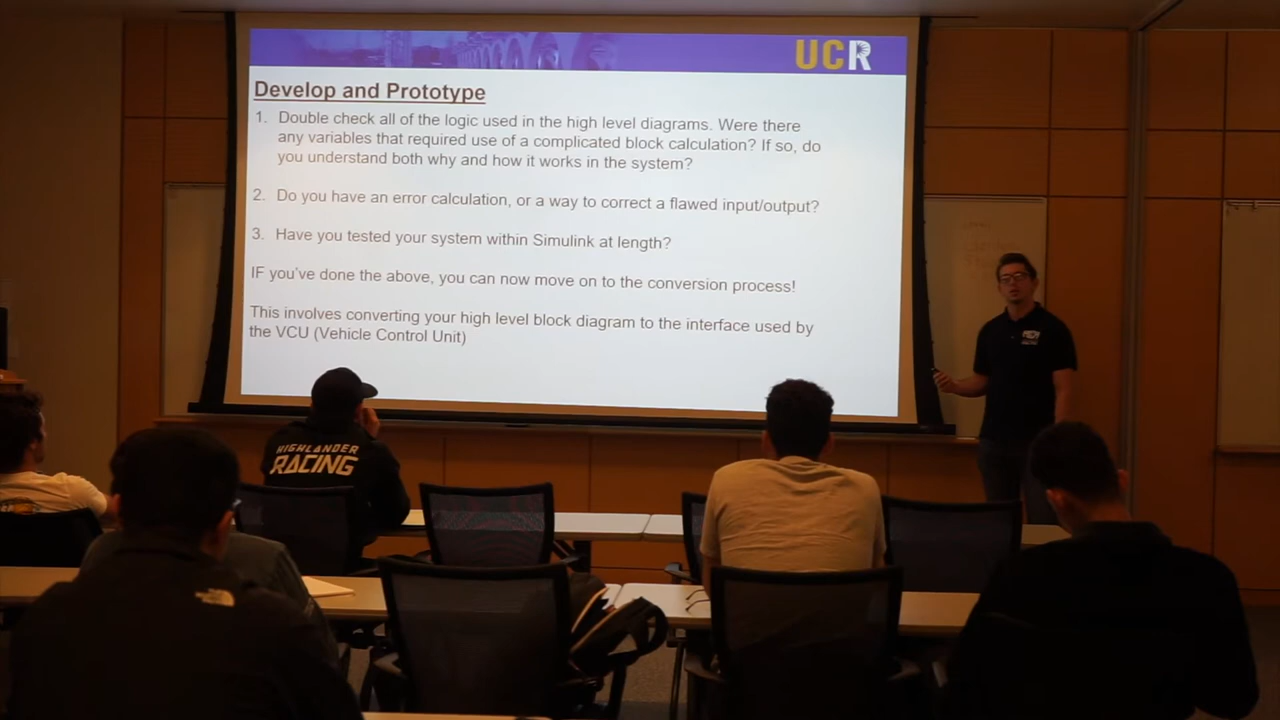 UCR
Develop and Prototype
1. Double check all of the logic used in the high level diagrams. Were there
any variables that required use of a complicated block calculation? If so, do
you understand both why and how it works in the system?
2. Do you have an error calculation, or a way to correct a flawed input/output?
3. Have you tested your system within Simulink at length?
IF you've done the above, you can now move on to the conversion process!
This involves converting your high level block diagram to the interface used by
the VCU (Vehicle Control Unit)
HIGHLANDER
RACING